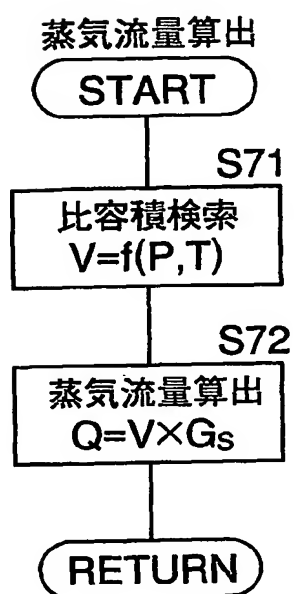 蒸気流量算出
START
S71
比容積検索
V=f(P,T)
S72
蒸気流量算出
Q=V×Gs
RETURN